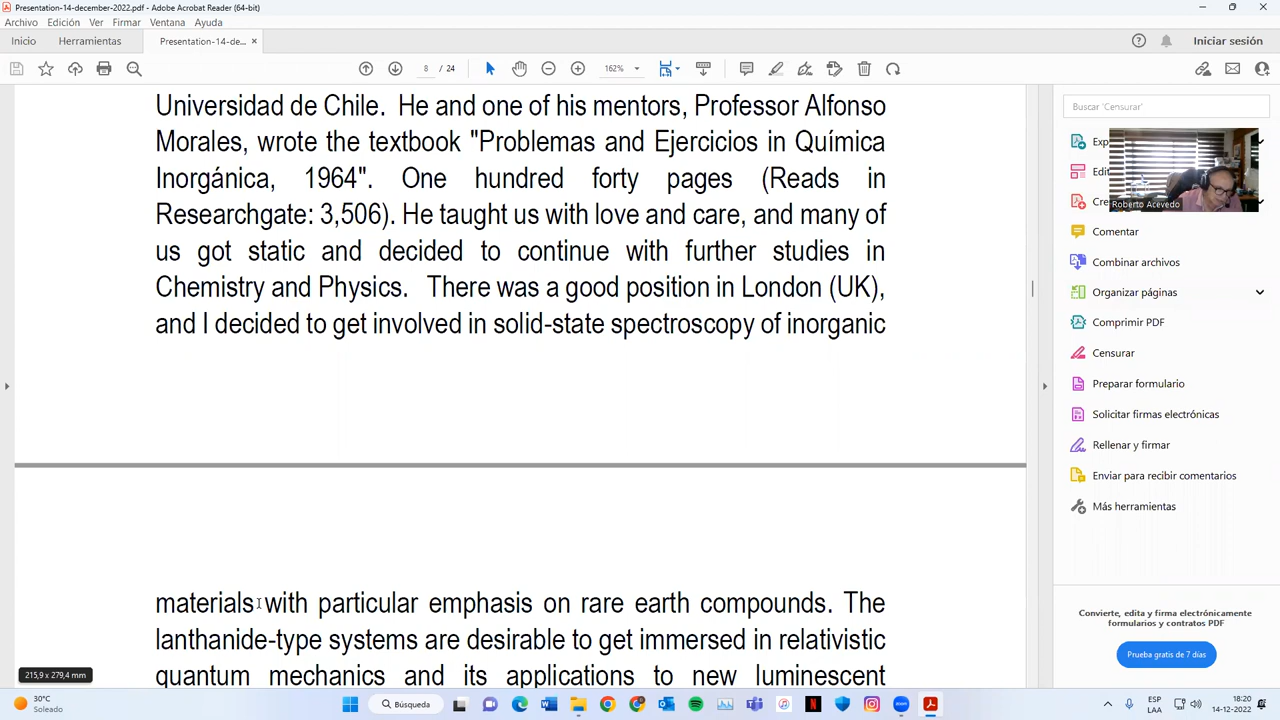 Presentation-14-december-2022.pdf - Adobe Acrobat Reader (64-bit)
Archivo Edición Ver Firmar Ventana Ayuda
Inicio Herramientas Presentation-14-de... × Iniciar sesión
8 / 24 162%
Universidad de Chile. He and one of his mentors, Professor Alfonso
Morales, wrote the textbook "Problemas and Ejercicios in Química
Inorgánica, 1964". One hundred forty pages (Reads in
Researchgate: 3,506). He taught us with love and care, and many of
us got static and decided to continue with further studies in
Chemistry and Physics. There was a good position in London (UK),
and I decided to get involved in solid-state spectroscopy of inorganic
materials with particular emphasis on rare earth compounds. The
lanthanide-type systems are desirable to get immersed in relativistic
quantum mechanics and its applications to new luminescent
215,9 x 279,4 mm
Buscar 'Censurar'
Roberto Acevedo
Comentar
Combinar archivos
Organizar páginas
Comprimir PDF
Censurar
Preparar formulario
Solicitar firmas electrónicas
Rellenar y firmar
Enviar para recibir comentarios
Más herramientas
Convierte, edita y firma electrónicamente
formularios y contratos PDF
Prueba gratis de 7 días
30°C
Soleado
Búsqueda
ESP
LAA
18:20
14-12-2022